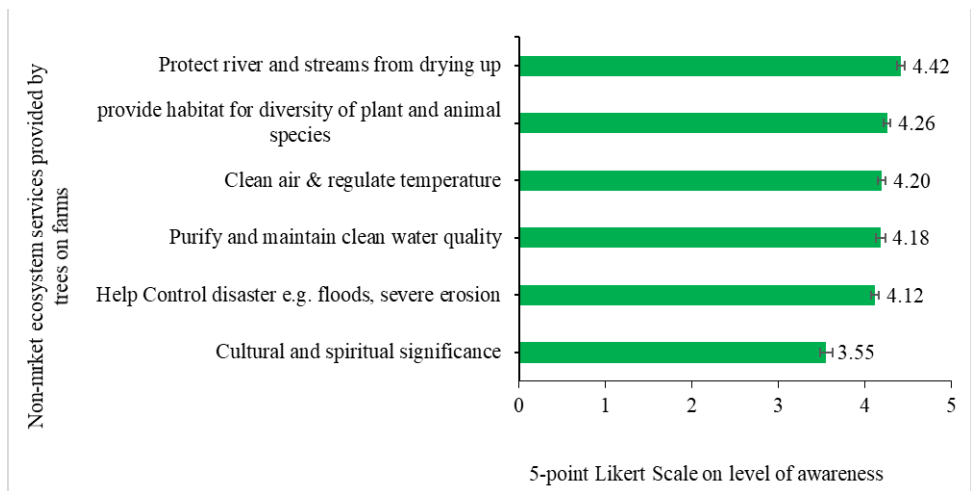 Non-mrket ecosystem services provided by
trees on farms
Protect river and streams from drying up
4.42
provide habitat for diversity of plant and animal
species
4.26
Clean air & regulate temperature
4.20
Purify and maintain clean water quality
4.18
Help Control disaster e.g. floods, severe erosion
4.12
Cultural and spiritual significance
3.55
0 1 2 3 4 5
5-point Likert Scale on level of awareness